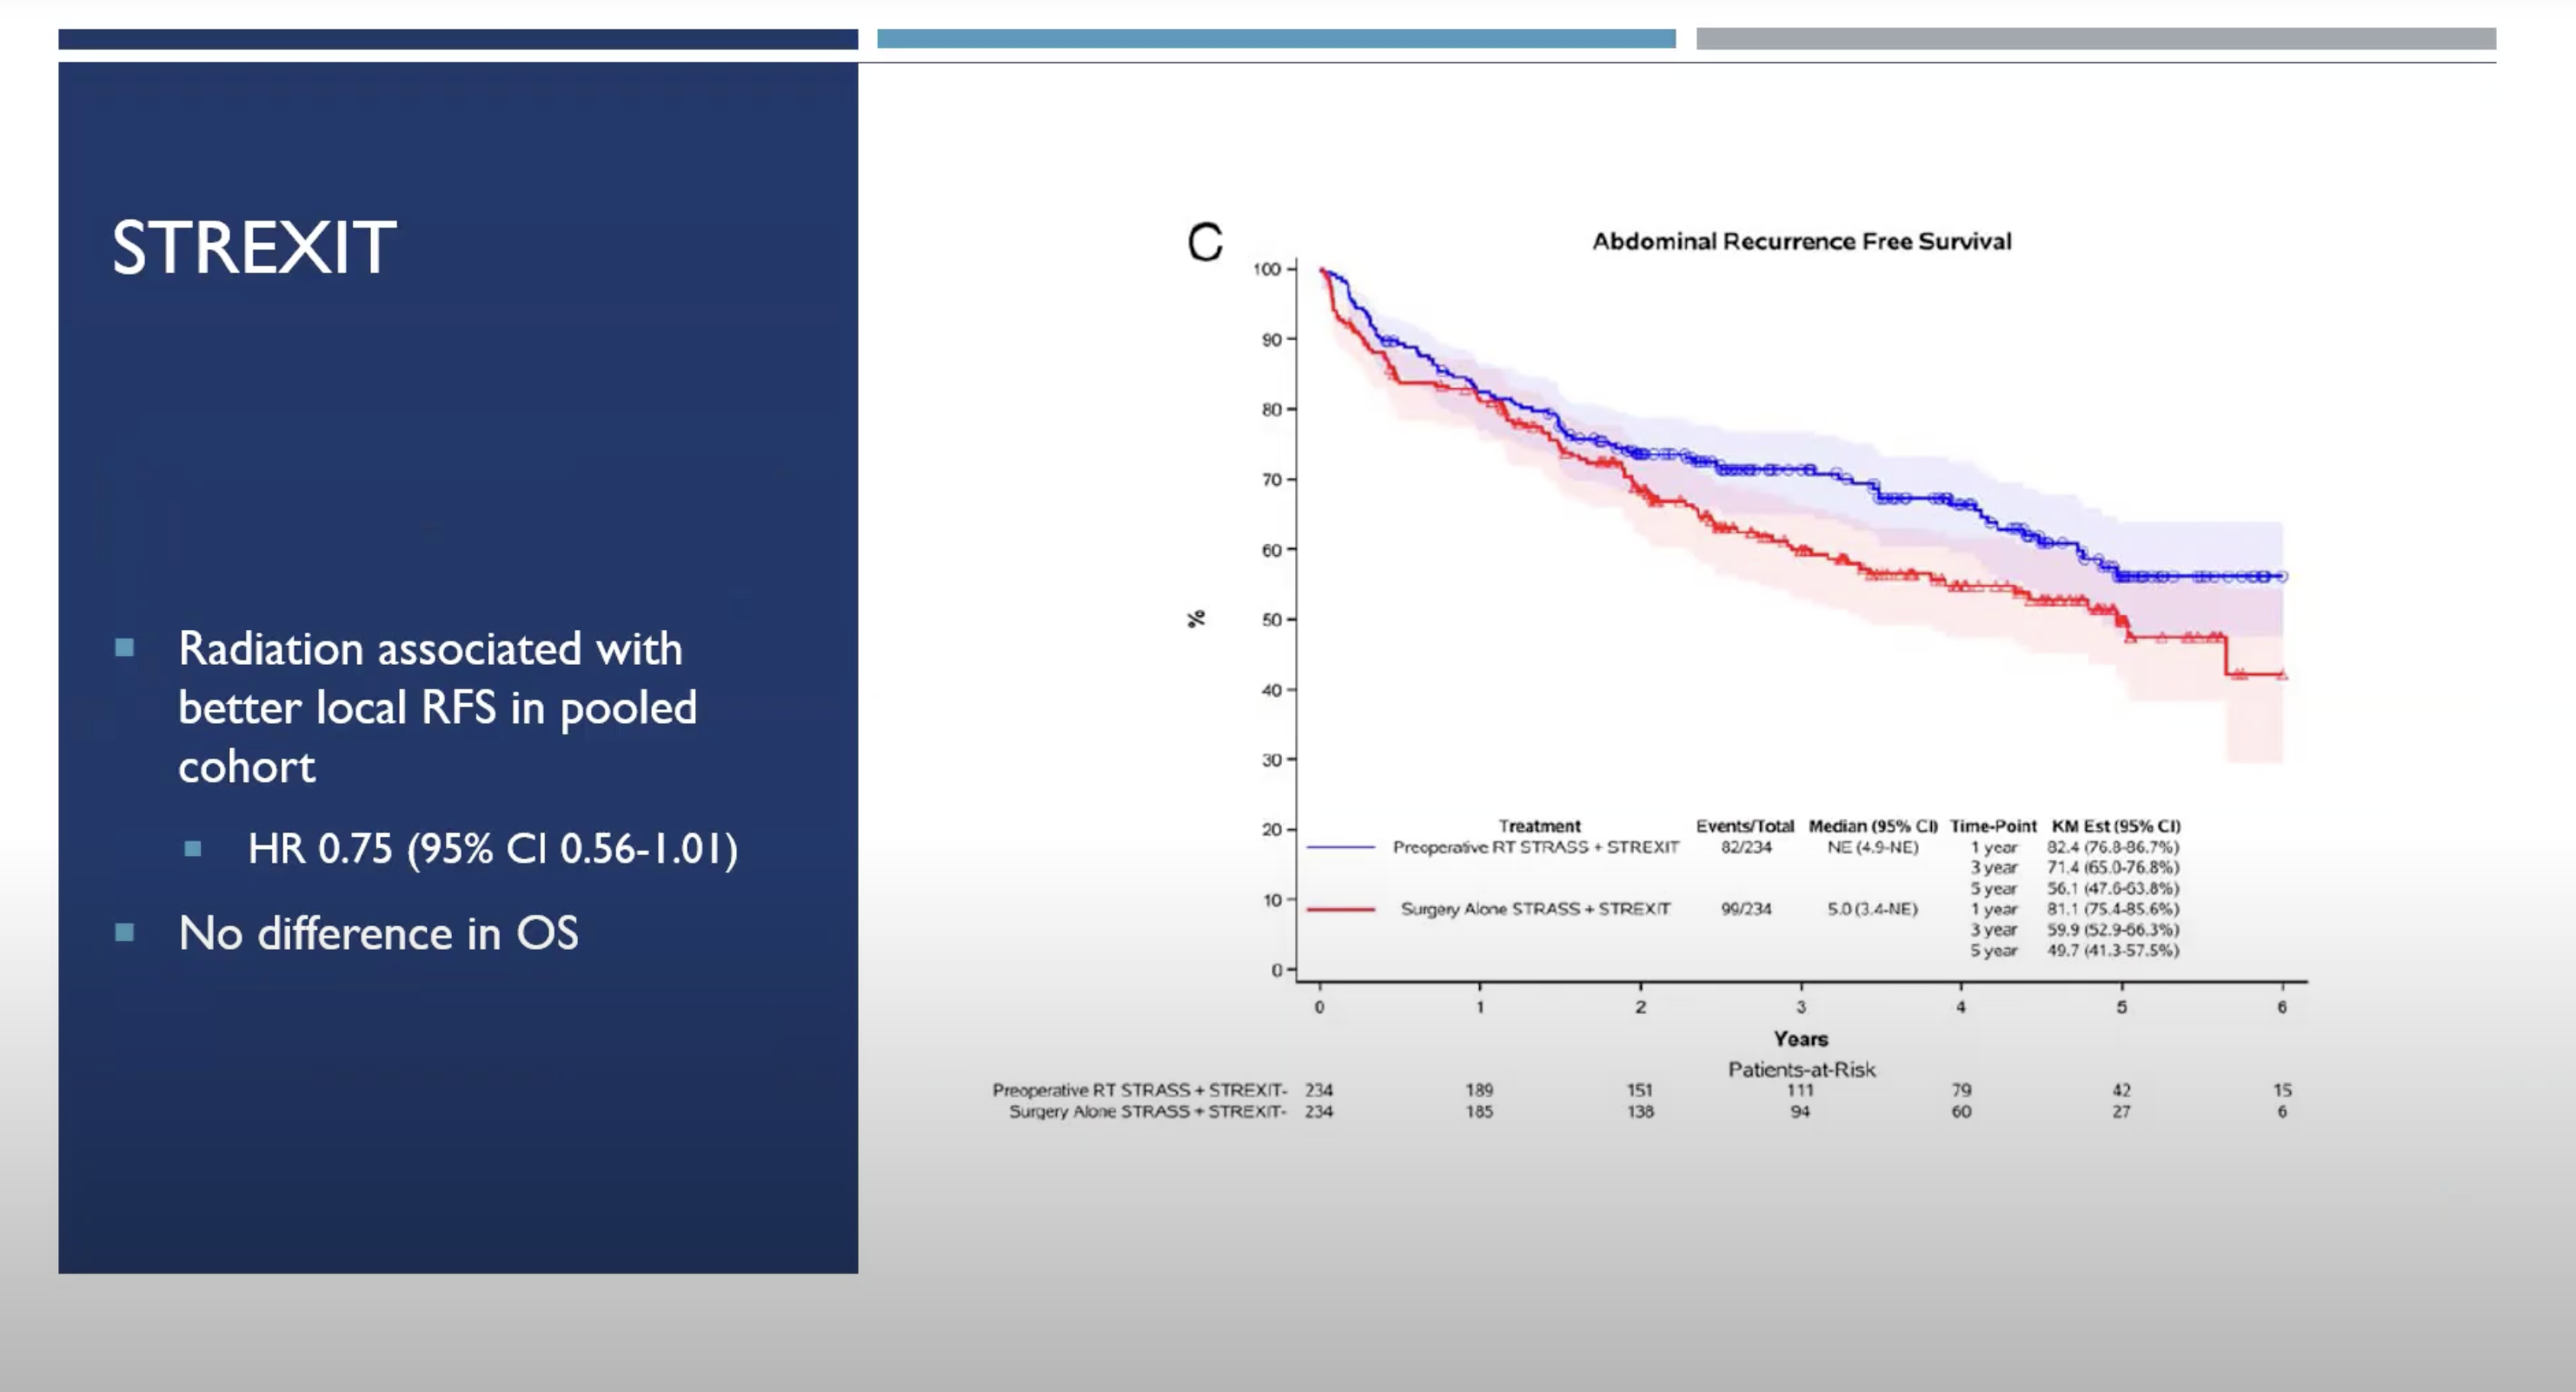 STREXIT
Radiation associated with
better local RFS in pooled
cohort
HR 0.75 (95% CI 0.56-1.01)
No difference in OS
C
Abdominal Recurrence Free Survival
100
90
80
70
60
50
40
30
20
10
0
%
Treatment Events/Total Median (95% CI) Time-Point KM Est (95% CI)
Preoperative RT STRASS + STREXIT 82/234 NE (4.9-NE) 1 year 82.4 (76.8-86.7%)
3 year 71.4 (65.0-76.8%)
5 year 56.1 (47.6-63.8%)
Surgery Alone STRASS + STREXIT 99/234 5.0 (3.4-NE) 1 year 81.1 (75.4-85.6%)
3 year 59.9 (52.9-66.3%)
5 year 49.7 (41.3-57.5%)
0 1 2 3 4 5 6
Years
Patients-at-Risk
Preoperative RT STRASS + STREXIT- 234 189 151 111 79 42 15
Surgery Alone STRASS + STREXIT- 234 185 138 94 60 27 6